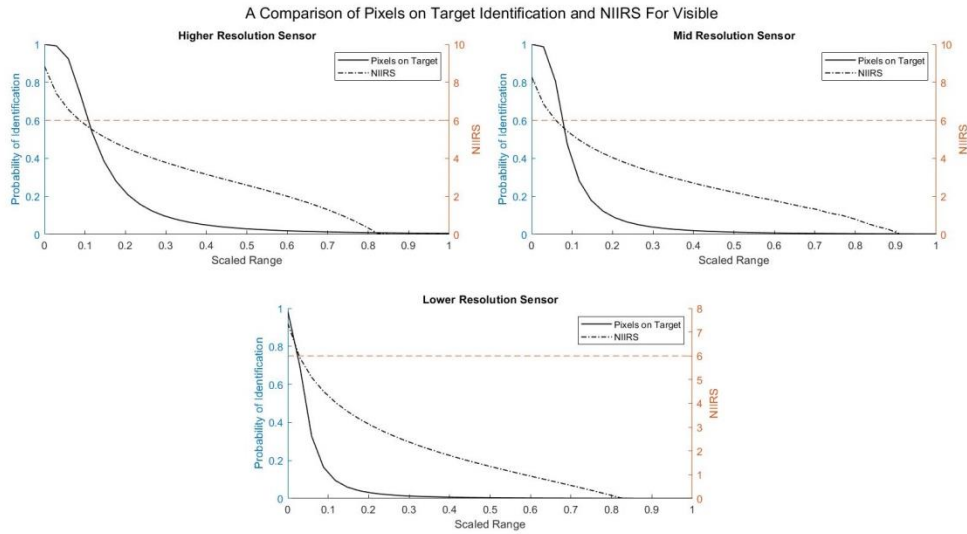 A Comparison of Pixels on Target Identification and NIIRS For Visible
Higher Resolution Sensor
Probability of Identification
1
0.8
0.6
0.4
0.2
0
Pixels on Target
NIIRS
10
8
6
4
2
0
NIIRS
0 0.1 0.2 0.3 0.4 0.5 0.6 0.7 0.8 0.9 1
Scaled Range
Mid Resolution Sensor
Probability of Identification
1
0.8
0.6
0.4
0.2
0
Pixels on Target
NIIRS
10
8
6
4
2
0
NIIRS
0 0.1 0.2 0.3 0.4 0.5 0.6 0.7 0.8 0.9 1
Scaled Range
Lower Resolution Sensor
Probability of Identification
1
0.8
0.6
0.4
0.2
0
Pixels on Target
NIIRS
8
7
6
5
4
3
2
1
0
NIIRS
0 0.1 0.2 0.3 0.4 0.5 0.6 0.7 0.8 0.9 1
Scaled Range